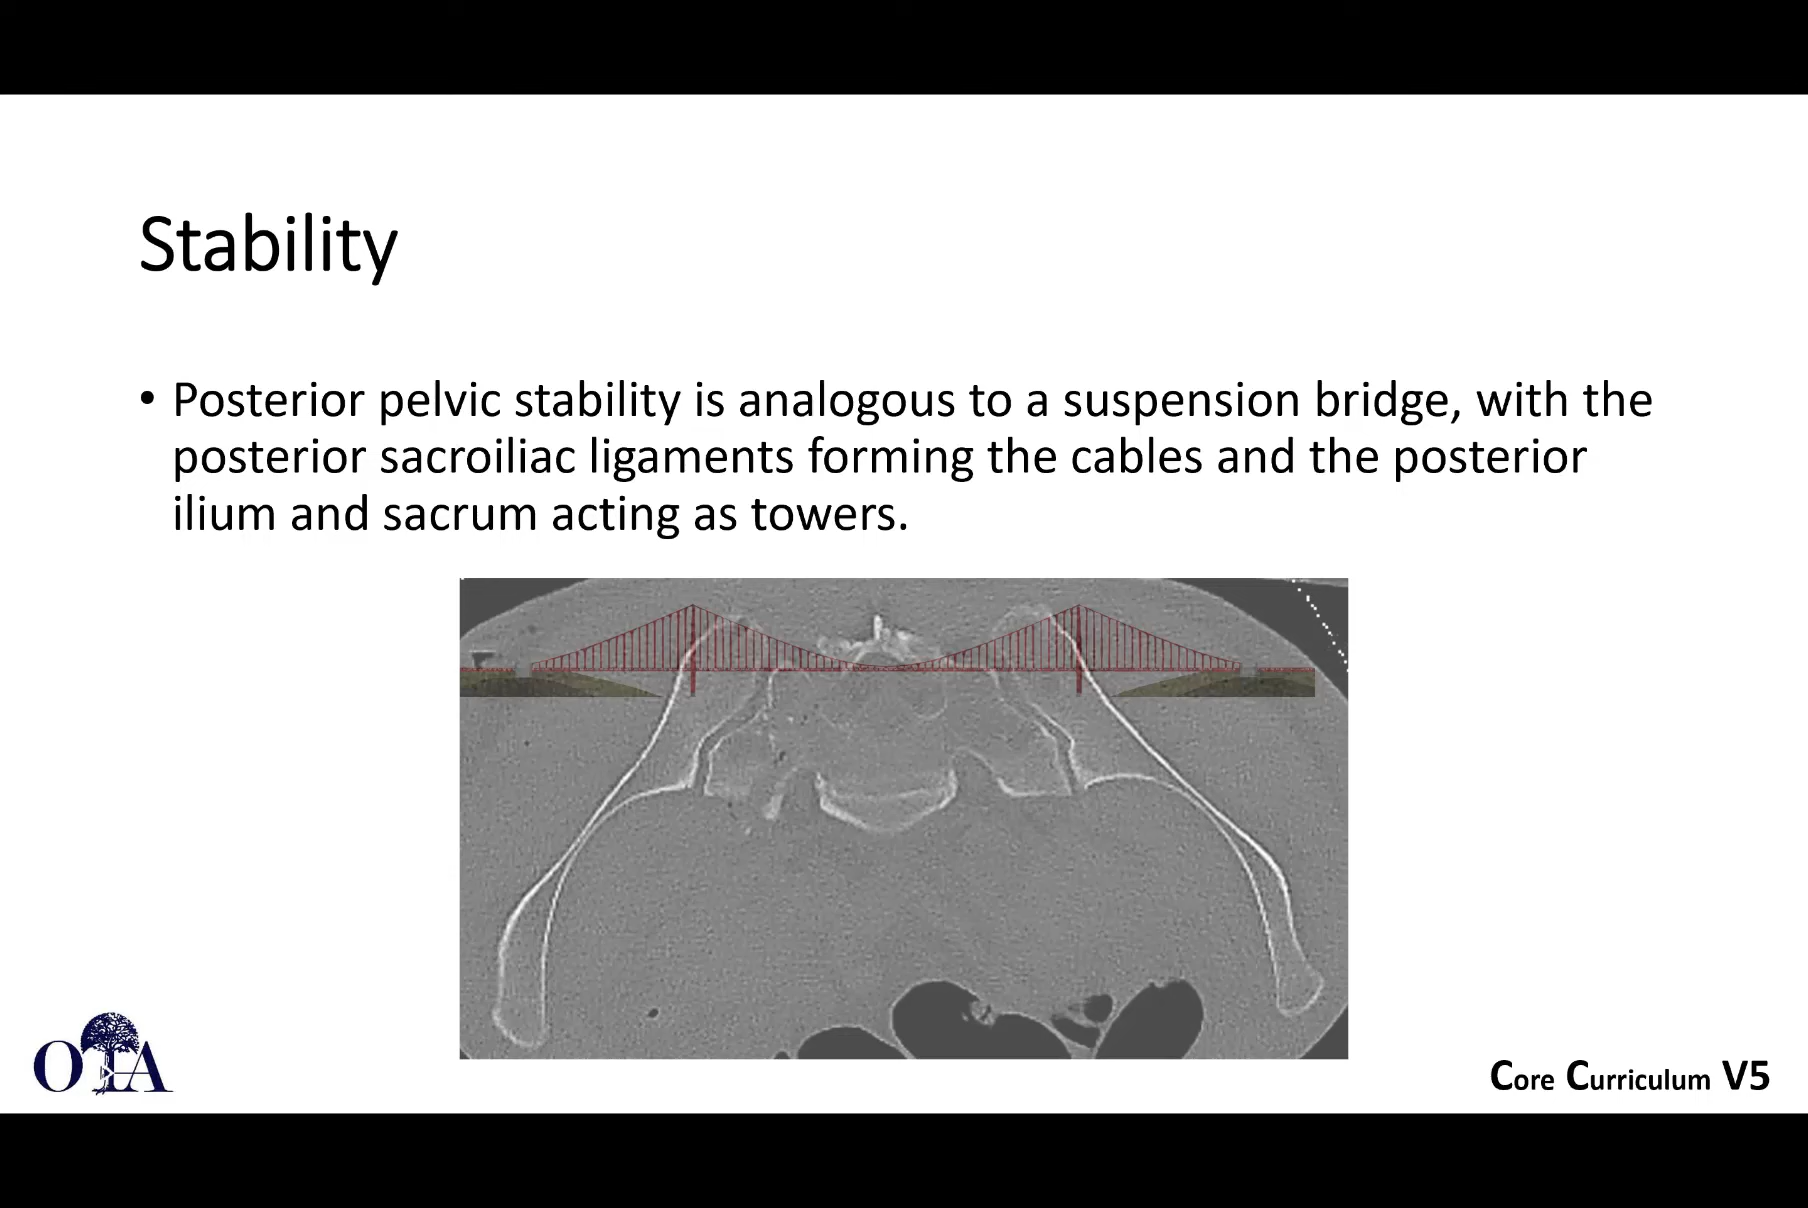 Stability
• Posterior pelvic stability is analogous to a suspension bridge, with the
posterior sacroiliac ligaments forming the cables and the posterior
ilium and sacrum acting as towers.
OTA
Core Curriculum V5